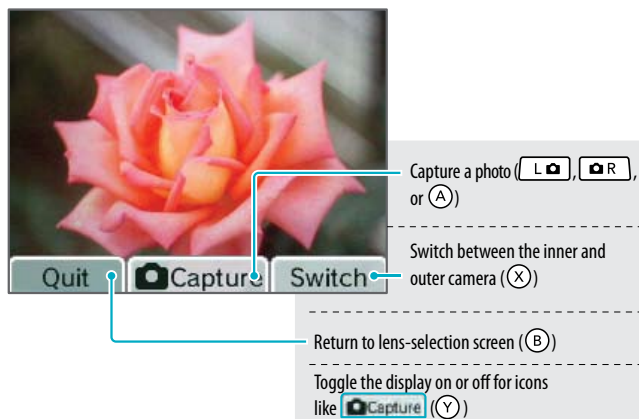 Quit
Capture
Switch
Capture a photo (L, R,
or A)
Switch between the inner and
outer camera (X)
Return to lens-selection screen (B)
Toggle the display on or off for icons
like Capture (Y)